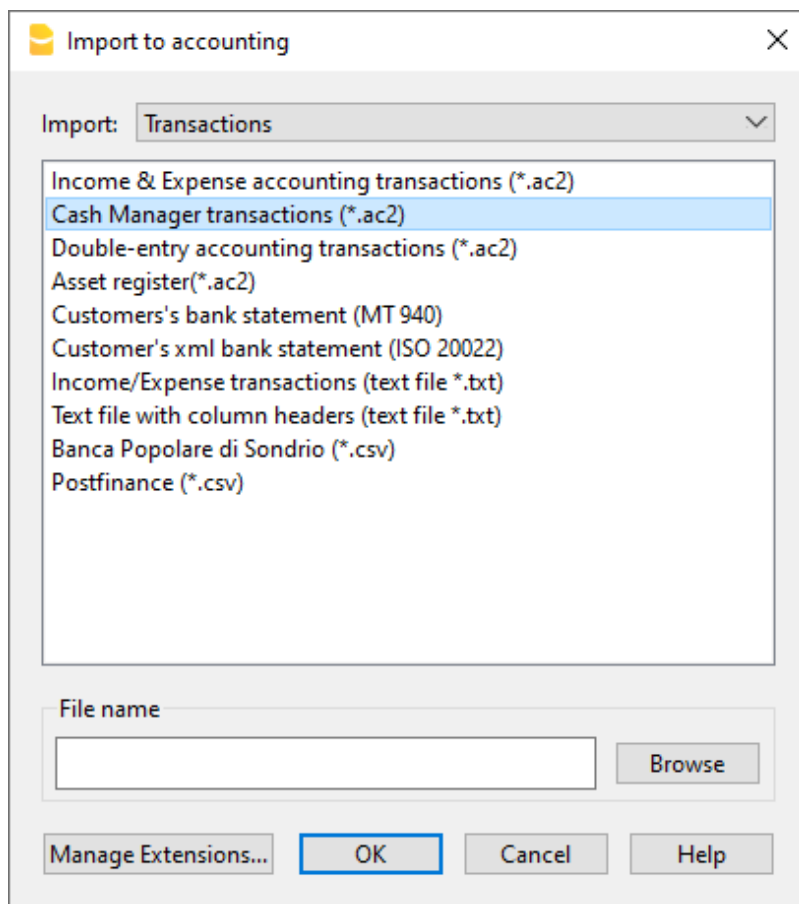 Import to accounting
Import: Transactions
Income & Expense accounting transactions (*.ac2)
Cash Manager transactions (*.ac2)
Double-entry accounting transactions (*.ac2)
Asset register(*.ac2)
Customers's bank statement (MT 940)
Customer's xml bank statement (ISO 20022)
Income/Expense transactions (text file *.txt)
Text file with column headers (text file *.txt)
Banca Popolare di Sondrio (*.csv)
Postfinance (*.csv)
File name
Browse
Manage Extensions... OK Cancel Help